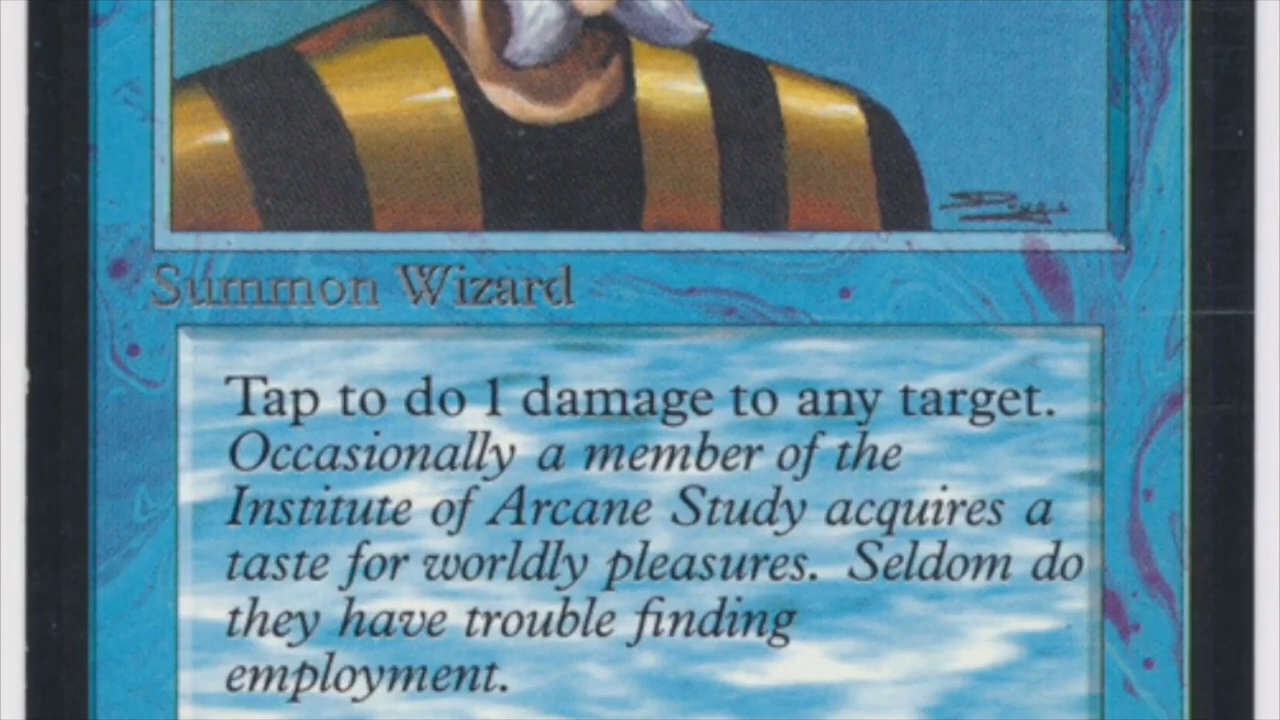 Summon Wizard
Tap to do 1 damage to any target.
Occasionally a member of the
Institute of Arcane Study acquires a
taste for worldly pleasures. Seldom do
they have trouble finding
employment.